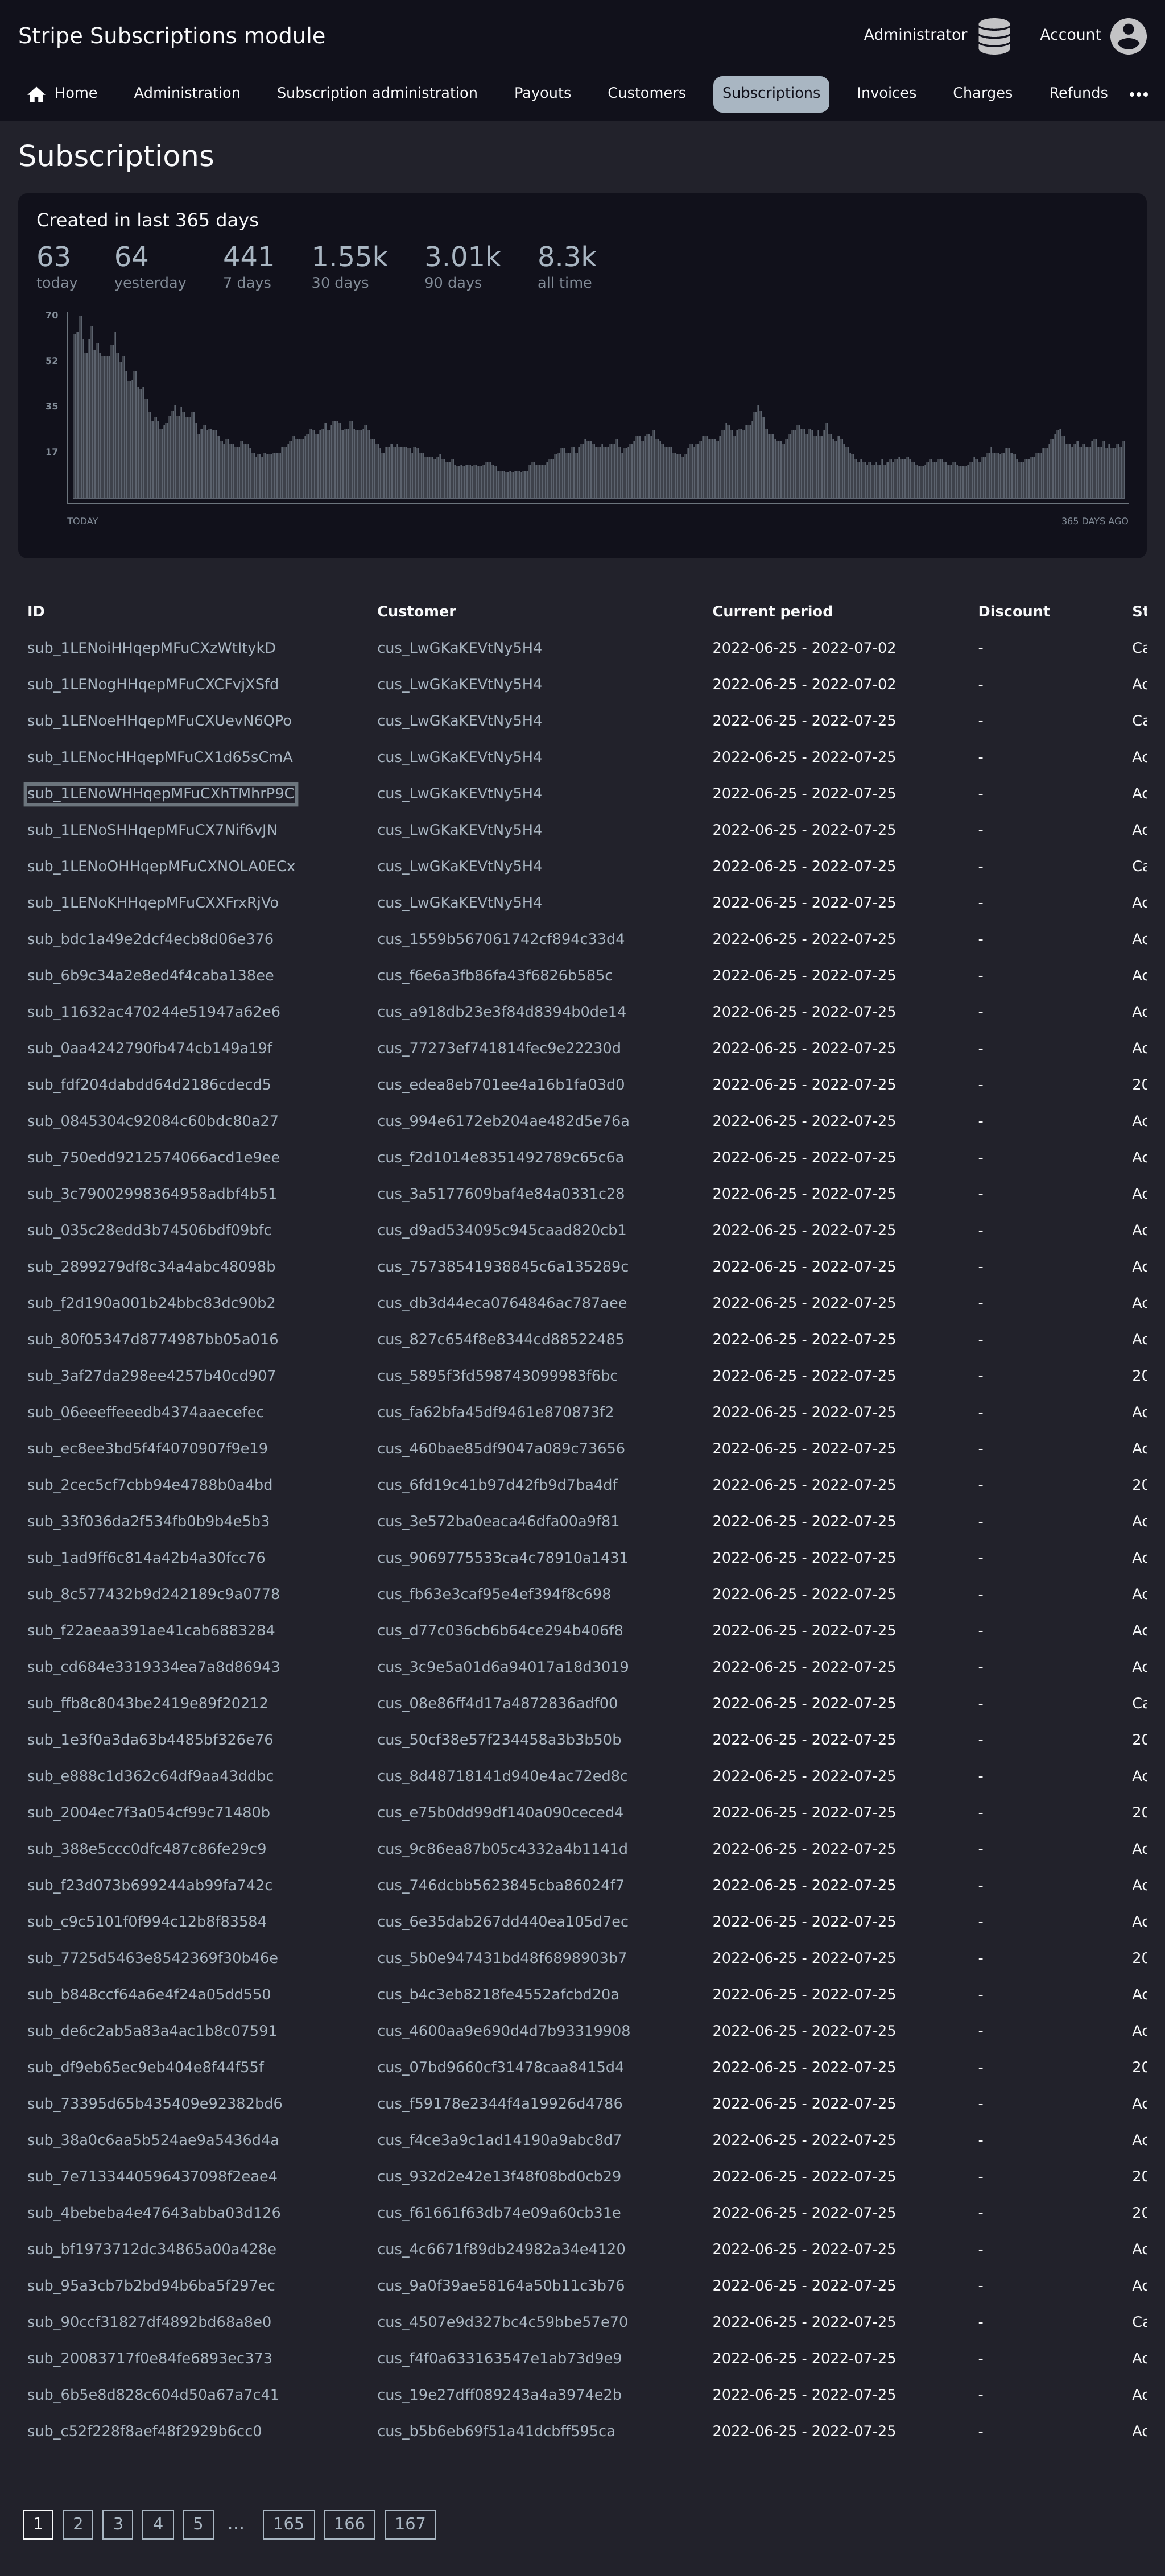 Stripe Subscriptions module
Administrator Account
Home Administration Subscription administration Payouts Customers Subscriptions Invoices Charges Refunds •••
Subscriptions
Created in last 365 days
63 64 441 1.55k 3.01k 8.3k
today yesterday 7 days 30 days 90 days all time
70
52
35
17
TODAY 365 DAYS AGO
ID Customer Current period Discount St
sub_1LENoiHHqepMFuCXzWtItykD cus_LwGKaKEVtNy5H4 2022-06-25 - 2022-07-02 - Ca
sub_1LENogHHqepMFuCXCFvjXSfd cus_LwGKaKEVtNy5H4 2022-06-25 - 2022-07-02 - Ac
sub_1LENoeHHqepMFuCXUevN6QPo cus_LwGKaKEVtNy5H4 2022-06-25 - 2022-07-25 - Ca
sub_1LENocHHqepMFuCX1d65sCmA cus_LwGKaKEVtNy5H4 2022-06-25 - 2022-07-25 - Ac
sub_1LENoWHHqepMFuCXhTMhrP9C cus_LwGKaKEVtNy5H4 2022-06-25 - 2022-07-25 - Ac
sub_1LENoSHHqepMFuCX7Nif6vJN cus_LwGKaKEVtNy5H4 2022-06-25 - 2022-07-25 - Ac
sub_1LENoOHHqepMFuCXNOLA0ECx cus_LwGKaKEVtNy5H4 2022-06-25 - 2022-07-25 - Ca
sub_1LENoKHHqepMFuCXXFrxRjVo cus_LwGKaKEVtNy5H4 2022-06-25 - 2022-07-25 - Ac
sub_bdc1a49e2dcf4ecb8d06e376 cus_1559b567061742cf894c33d4 2022-06-25 - 2022-07-25 - Ac
sub_6b9c34a2e8ed4f4caba138ee cus_f6e6a3fb86fa43f6826b585c 2022-06-25 - 2022-07-25 - Ac
sub_11632ac470244e51947a62e6 cus_a918db23e3f84d8394b0de14 2022-06-25 - 2022-07-25 - Ac
sub_0aa4242790fb474cb149a19f cus_77273ef741814fec9e22230d 2022-06-25 - 2022-07-25 - Ac
sub_fdf204dabdd64d2186cdecd5 cus_edea8eb701ee4a16b1fa03d0 2022-06-25 - 2022-07-25 - 20
sub_0845304c92084c60bdc80a27 cus_994e6172eb204ae482d5e76a 2022-06-25 - 2022-07-25 - Ac
sub_750edd9212574066acd1e9ee cus_f2d1014e8351492789c65c6a 2022-06-25 - 2022-07-25 - Ac
sub_3c79002998364958adbf4b51 cus_3a5177609baf4e84a0331c28 2022-06-25 - 2022-07-25 - Ac
sub_035c28edd3b74506bdf09bfc cus_d9ad534095c945caad820cb1 2022-06-25 - 2022-07-25 - Ac
sub_2899279df8c34a4abc48098b cus_75738541938845c6a135289c 2022-06-25 - 2022-07-25 - Ac
sub_f2d190a001b24bbc83dc90b2 cus_db3d44eca0764846ac787aee 2022-06-25 - 2022-07-25 - Ac
sub_80f05347d8774987bb05a016 cus_827c654f8e8344cd88522485 2022-06-25 - 2022-07-25 - Ac
sub_3af27da298ee4257b40cd907 cus_5895f3fd598743099983f6bc 2022-06-25 - 2022-07-25 - 20
sub_06eeeffeeedb4374aaecefec cus_fa62bfa45df9461e870873f2 2022-06-25 - 2022-07-25 - Ac
sub_ec8ee3bd5f4f4070907f9e19 cus_460bae85df9047a089c73656 2022-06-25 - 2022-07-25 - Ac
sub_2cec5cf7cbb94e4788b0a4bd cus_6fd19c41b97d42fb9d7ba4df 2022-06-25 - 2022-07-25 - 20
sub_33f036da2f534fb0b9b4e5b3 cus_3e572ba0eaca46dfa00a9f81 2022-06-25 - 2022-07-25 - Ac
sub_1ad9ff6c814a42b4a30fcc76 cus_9069775533ca4c78910a1431 2022-06-25 - 2022-07-25 - Ac
sub_8c577432b9d242189c9a0778 cus_fb63e3caf95e4ef394f8c698 2022-06-25 - 2022-07-25 - Ac
sub_f22aeaa391ae41cab6883284 cus_d77c036cb6b64ce294b406f8 2022-06-25 - 2022-07-25 - Ac
sub_cd684e3319334ea7a8d86943 cus_3c9e5a01d6a94017a18d3019 2022-06-25 - 2022-07-25 - Ac
sub_ffb8c8043be2419e89f20212 cus_08e86ff4d17a4872836adf00 2022-06-25 - 2022-07-25 - Ca
sub_1e3f0a3da63b4485bf326e76 cus_50cf38e57f234458a3b3b50b 2022-06-25 - 2022-07-25 - 20
sub_e888c1d362c64df9aa43ddbc cus_8d48718141d940e4ac72ed8c 2022-06-25 - 2022-07-25 - Ac
sub_2004ec7f3a054cf99c71480b cus_e75b0dd99df140a090ceced4 2022-06-25 - 2022-07-25 - 20
sub_388e5ccc0dfc487c86fe29c9 cus_9c86ea87b05c4332a4b1141d 2022-06-25 - 2022-07-25 - Ac
sub_f23d073b699244ab99fa742c cus_746dcbb5623845cba86024f7 2022-06-25 - 2022-07-25 - Ac
sub_c9c5101f0f994c12b8f83584 cus_6e35dab267dd440ea105d7ec 2022-06-25 - 2022-07-25 - Ac
sub_7725d5463e8542369f30b46e cus_5b0e947431bd48f6898903b7 2022-06-25 - 2022-07-25 - 20
sub_b848ccf64a6e4f24a05dd550 cus_b4c3eb8218fe4552afcbd20a 2022-06-25 - 2022-07-25 - Ac
sub_de6c2ab5a83a4ac1b8c07591 cus_4600aa9e690d4d7b93319908 2022-06-25 - 2022-07-25 - Ac
sub_df9eb65ec9eb404e8f44f55f cus_07bd9660cf31478caa8415d4 2022-06-25 - 2022-07-25 - 20
sub_73395d65b435409e92382bd6 cus_f59178e2344f4a19926d4786 2022-06-25 - 2022-07-25 - Ac
sub_38a0c6aa5b524ae9a5436d4a cus_f4ce3a9c1ad14190a9abc8d7 2022-06-25 - 2022-07-25 - Ac
sub_7e7133440596437098f2eae4 cus_932d2e42e13f48f08bd0cb29 2022-06-25 - 2022-07-25 - 20
sub_4bebeba4e47643abba03d126 cus_f61661f63db74e09a60cb31e 2022-06-25 - 2022-07-25 - 20
sub_bf1973712dc34865a00a428e cus_4c6671f89db24982a34e4120 2022-06-25 - 2022-07-25 - Ac
sub_95a3cb7b2bd94b6ba5f297ec cus_9a0f39ae58164a50b11c3b76 2022-06-25 - 2022-07-25 - Ac
sub_90ccf31827df4892bd68a8e0 cus_4507e9d327bc4c59bbe57e70 2022-06-25 - 2022-07-25 - Ca
sub_20083717f0e84fe6893ec373 cus_f4f0a633163547e1ab73d9e9 2022-06-25 - 2022-07-25 - Ac
sub_6b5e8d828c604d50a67a7c41 cus_19e27dff089243a4a3974e2b 2022-06-25 - 2022-07-25 - Ac
sub_c52f228f8aef48f2929b6cc0 cus_b5b6eb69f51a41dcbff595ca 2022-06-25 - 2022-07-25 - Ac
1 2 3 4 5 … 165 166 167